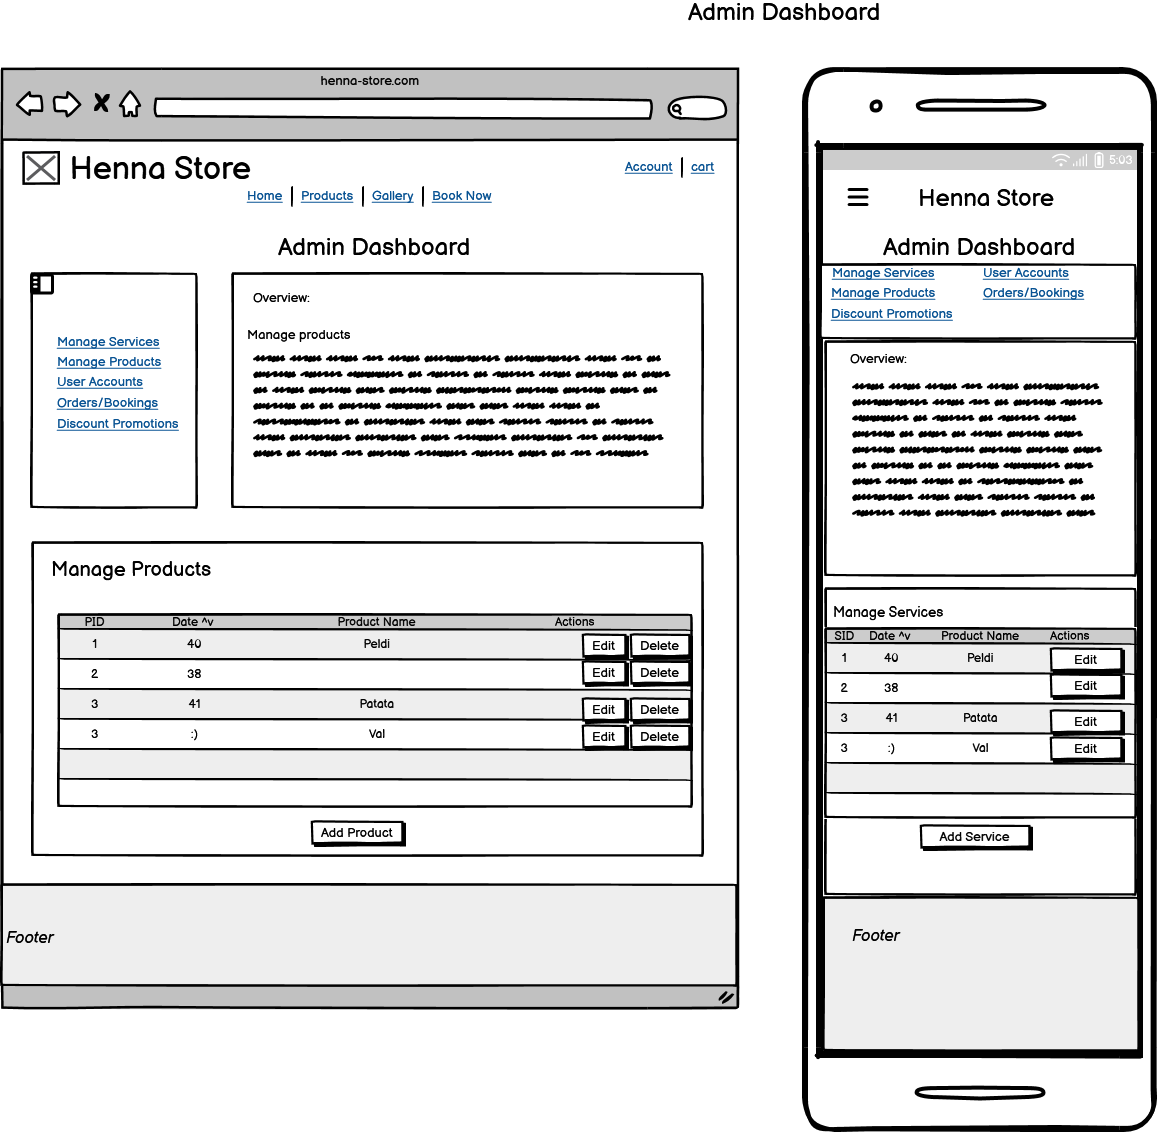 Admin Dashboard
henna-store.com
Henna Store
Account cart
Home Products Gallery Book Now
Admin Dashboard
Manage Services
Manage Products
User Accounts
Orders/Bookings
Discount Promotions
Overview:
Manage products
Manage Products
PID Date ^v Product Name Actions
1 40 Peldi Edit Delete
2 38 Edit Delete
3 41 Patata Edit Delete
3 :) Val Edit Delete
Add Product
Footer
5:03
Henna Store
Admin Dashboard
Manage Services User Accounts
Manage Products Orders/Bookings
Discount Promotions
Overview:
Manage Services
SID Date ^v Product Name Actions
1 40 Peldi Edit
2 38 Edit
3 41 Patata Edit
3 :) Val Edit
Add Service
Footer